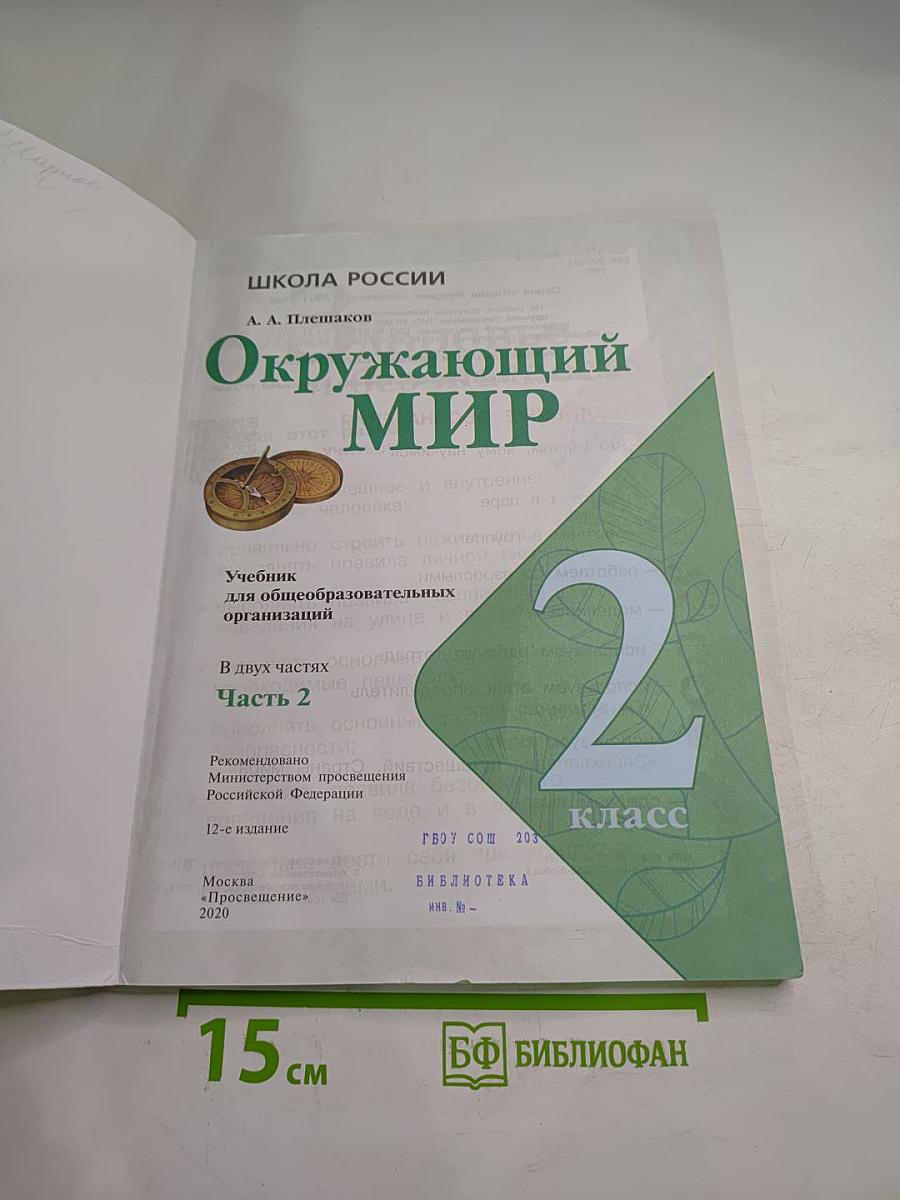 ШКОЛА РОССИИ
А. А. Плешаков
Окружающий
МИР
Учебник
для общеобразовательных
организаций
В двух частях
Часть 2
Рекомендовано
Министерством просвещения
Российской Федерации
12-е издание
Москва
«Просвещение»
2020
2
класс
ГБОУ СОШ 203
БИБЛИОТЕКА
ИНВ. № –
15 см
БФ БИБЛИОФАН